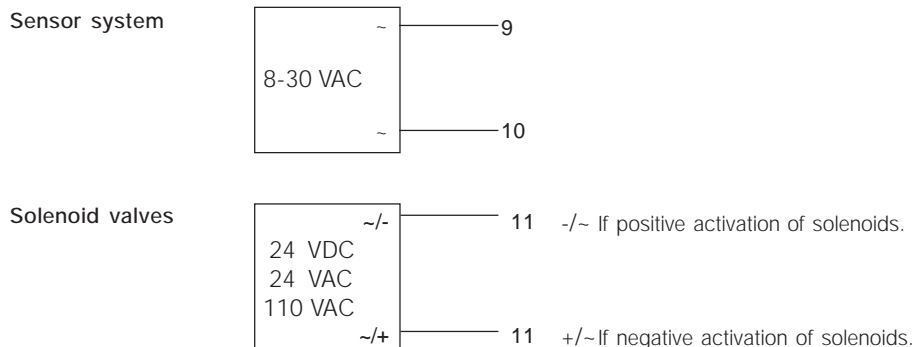 Sensor system
~ 9
8-30 VAC
~ 10
Solenoid valves
~/- 11 -/~ If positive activation of solenoids.
24 VDC
24 VAC
110 VAC
~/+ 11 +/~If negative activation of solenoids.